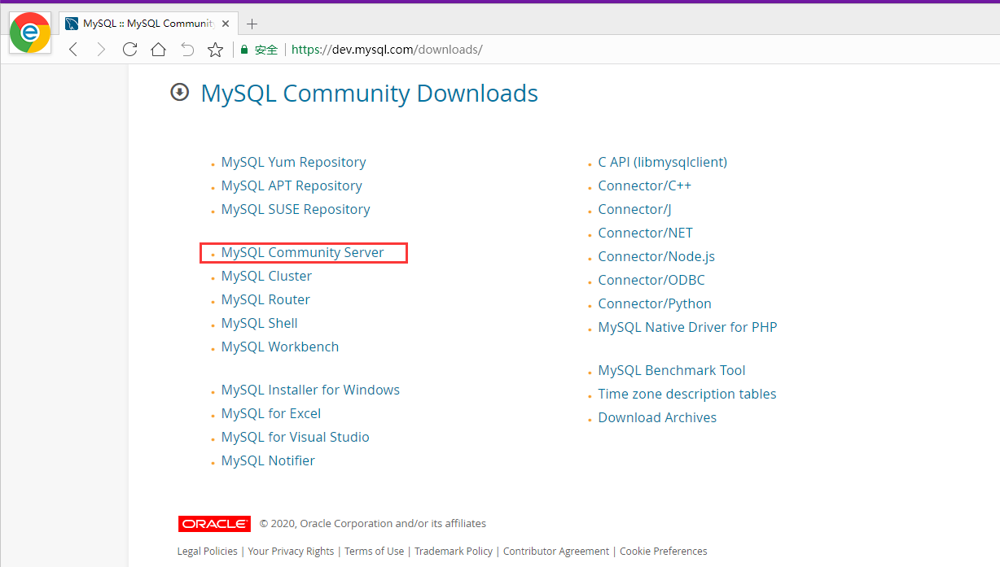 MySQL :: MySQL Community
安全
https://dev.mysql.com/downloads/
MySQL Community Downloads
MySQL Yum Repository
MySQL APT Repository
MySQL SUSE Repository
MySQL Community Server
MySQL Cluster
MySQL Router
MySQL Shell
MySQL Workbench
MySQL Installer for Windows
MySQL for Excel
MySQL for Visual Studio
MySQL Notifier
C API (libmysqlclient)
Connector/C++
Connector/J
Connector/NET
Connector/Node.js
Connector/ODBC
Connector/Python
MySQL Native Driver for PHP
MySQL Benchmark Tool
Time zone description tables
Download Archives
ORACLE © 2020, Oracle Corporation and/or its affiliates
Legal Policies | Your Privacy Rights | Terms of Use | Trademark Policy | Contributor Agreement | Cookie Preferences